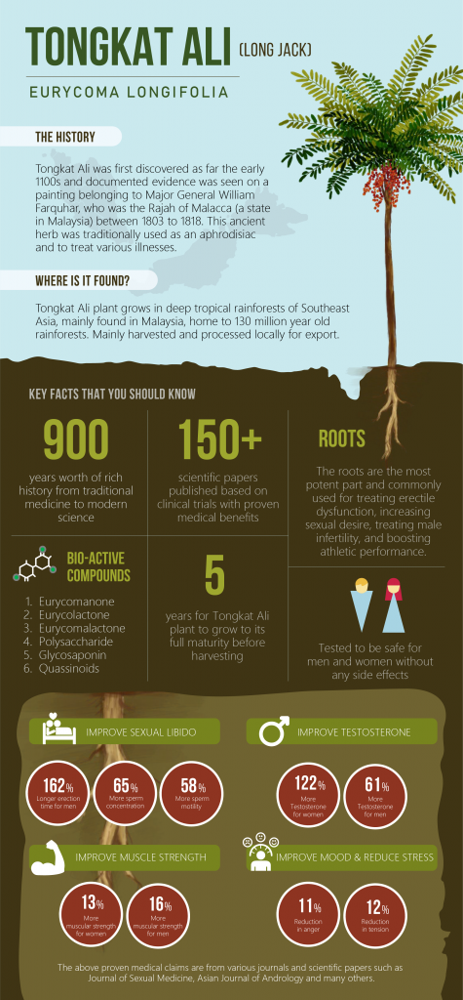 TONGKAT ALI (LONG JACK)
EURYCOMA LONGIFOLIA
THE HISTORY
Tongkat Ali was first discovered as far the early
1100s and documented evidence was seen on a
painting belonging to Major General William
Farquhar, who was the Rajah of Malacca (a state
in Malaysia) between 1803 to 1818. This ancient
herb was traditionally used as an aphrodisiac
and to treat various illnesses.
WHERE IS IT FOUND?
Tongkat Ali plant grows in deep tropical rainforests of Southeast
Asia, mainly found in Malaysia, home to 130 million year old
rainforests. Mainly harvested and processed locally for export.
KEY FACTS THAT YOU SHOULD KNOW
900
years worth of rich
history from traditional
medicine to modern
science
150+
scientific papers
published based on
clinical trials with proven
medical benefits
ROOTS
The roots are the most
potent part and commonly
used for treating erectile
dysfunction, increasing
sexual desire, treating male
infertility, and boosting
athletic performance.
BIO-ACTIVE
COMPOUNDS
1. Eurycomanone
2. Eurycolactone
3. Eurycomalactone
4. Polysaccharide
5. Glycosaponin
6. Quassinoids
5
years for Tongkat Ali
plant to grow to its
full maturity before
harvesting
Tested to be safe for
men and women without
any side effects
IMPROVE SEXUAL LIBIDO
162%
Longer erection
time for men
65%
More sperm
concentration
58%
More sperm
motility
IMPROVE TESTOSTERONE
122%
More
Testosterone
for women
61%
More
Testosterone
for men
IMPROVE MUSCLE STRENGTH
13%
More
muscular strength
for women
16%
More
muscular strength
for men
IMPROVE MOOD & REDUCE STRESS
11%
Reduction
in anger
12%
Reduction
in tension
The above proven medical claims are from various journals and scientific papers such as
Journal of Sexual Medicine, Asian Journal of Andrology and many others.